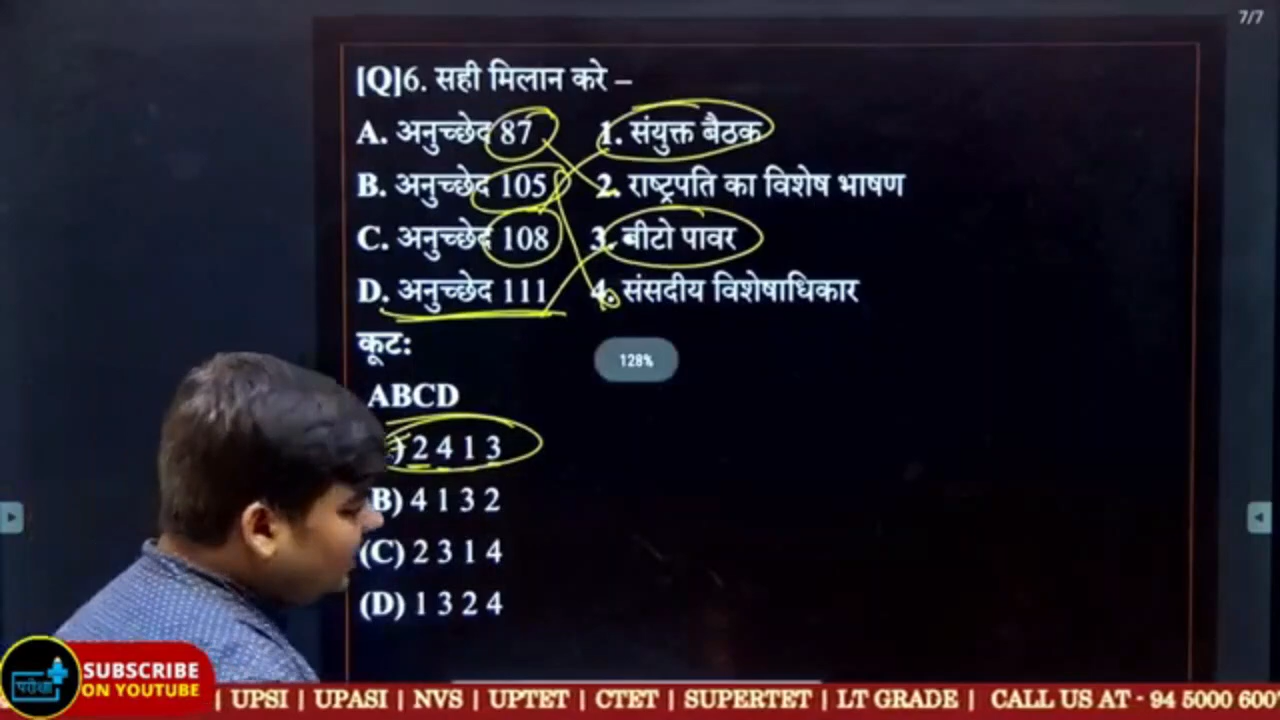 7/7
[Q]6. सही मिलान करे –
A. अनुच्छेद 87 1. संयुक्त बैठक
B. अनुच्छेद 105 2. राष्ट्रपति का विशेष भाषण
C. अनुच्छेद 108 3. बीटो पावर
D. अनुच्छेद 111 4. संसदीय विशेषाधिकार
कूट:
128%
ABCD
) 2 4 1 3
B) 4 1 3 2
(C) 2 3 1 4
(D) 1 3 2 4
परीक्षा
SUBSCRIBE
ON YOUTUBE
| UPSI | UPASI | NVS | UPTET | CTET | SUPERTET | LT GRADE | CALL US AT - 94 5000 600